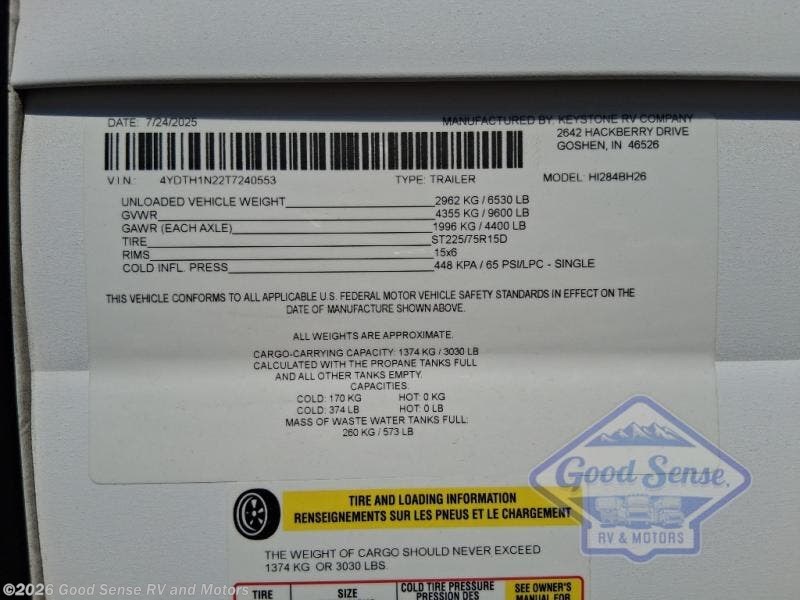 DATE: 7/24/2025
MANUFACTURED BY: KEYSTONE RV COMPANY
2642 HACKBERRY DRIVE
GOSHEN, IN 46526
V I N.: 4YDTH1N22T7240553 TYPE: TRAILER MODEL: HI284BH26
UNLOADED VEHICLE WEIGHT 2962 KG / 6530 LB
GVWR 4355 KG / 9600 LB
GAWR (EACH AXLE) 1996 KG / 4400 LB
TIRE ST225/75R15D
RIMS 15x6
COLD INFL. PRESS 448 KPA / 65 PSI/LPC - SINGLE
THIS VEHICLE CONFORMS TO ALL APPLICABLE U.S. FEDERAL MOTOR VEHICLE SAFETY STANDARDS IN EFFECT ON THE
DATE OF MANUFACTURE SHOWN ABOVE.
ALL WEIGHTS ARE APPROXIMATE.
CARGO-CARRYING CAPACITY: 1374 KG / 3030 LB
CALCULATED WITH THE PROPANE TANKS FULL
AND ALL OTHER TANKS EMPTY.
CAPACITIES.
COLD: 170 KG HOT: 0 KG
COLD: 374 LB HOT: 0 LB
MASS OF WASTE WATER TANKS FULL:
260 KG / 573 LB
Good Sense
RV & MOTORS
TIRE AND LOADING INFORMATION
RENSEIGNEMENTS SUR LES PNEUS ET LE CHARGEMENT
THE WEIGHT OF CARGO SHOULD NEVER EXCEED
1374 KG OR 3030 LBS.
TIRE SIZE COLD TIRE PRESSURE SEE OWNER'S
PRESSION DES MANUAL FOR
©2026 Good Sense RV and Motors